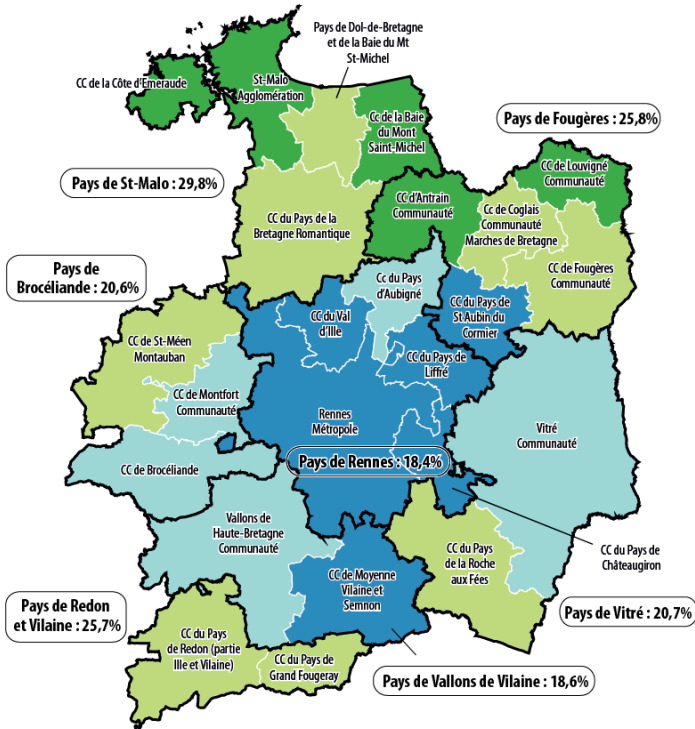 Pays de Dol-de-Bretagne
et de la Baie du Mt
St-Michel
CC de la Côte d'Emeraude
St-Malo
Agglomération
Cc de la Baie
du Mont
Saint-Michel
Pays de Fougères : 25,8%
CC de Louvigné
Communauté
Pays de St-Malo : 29,8%
CC d'Antrain
Communauté
Cc de Coglais
Communauté
Marches de Bretagne
CC du Pays de la
Bretagne Romantique
CC de Fougères
Communauté
Pays de
Brocéliande : 20,6%
Cc du Pays
d'Aubigné
CC du Val
d'Ille
CC du Pays de
St Aubin du
Cormier
CC de St-Méen
Montauban
CC du Pays de
Liffré
CC de Montfort
Communauté
Rennes
Métropole
Vitré
Communauté
CC de Brocéliande
Pays de Rennes : 18,4%
Vallons de
Haute-Bretagne
Communauté
CC du Pays
de la Roche
aux Fées
CC du Pays de
Châteaugiron
CC de Moyenne
Vilaine et
Semnon
Pays de Redon
et Vilaine : 25,7%
Pays de Vitré : 20,7%
CC du Pays
de Redon (partie
Ille et Vilaine)
CC du Pays de
Grand Fougeray
Pays de Vallons de Vilaine : 18,6%